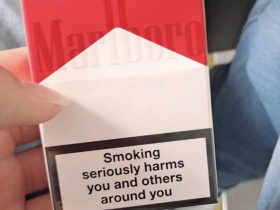 Marlboro
Smoking
seriously harms
you and others
around you